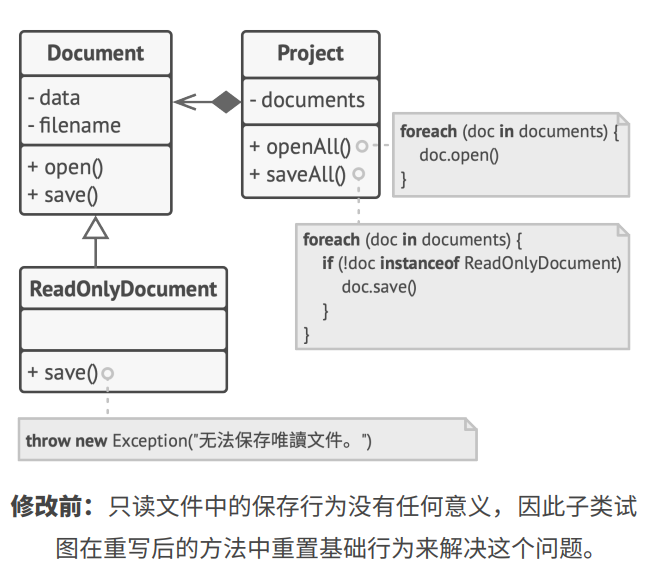 Document
- data
- filename
+ open()
+ save()
Project
- documents
+ openAll()
+ saveAll()
foreach (doc in documents) {
doc.open()
}
foreach (doc in documents) {
if (!doc instanceof ReadOnlyDocument)
doc.save()
}
}
ReadOnlyDocument
+ save()
throw new Exception("无法保存唯讀文件。")
修改前：只读文件中的保存行为没有任何意义，因此子类试
图在重写后的方法中重置基础行为来解决这个问题。